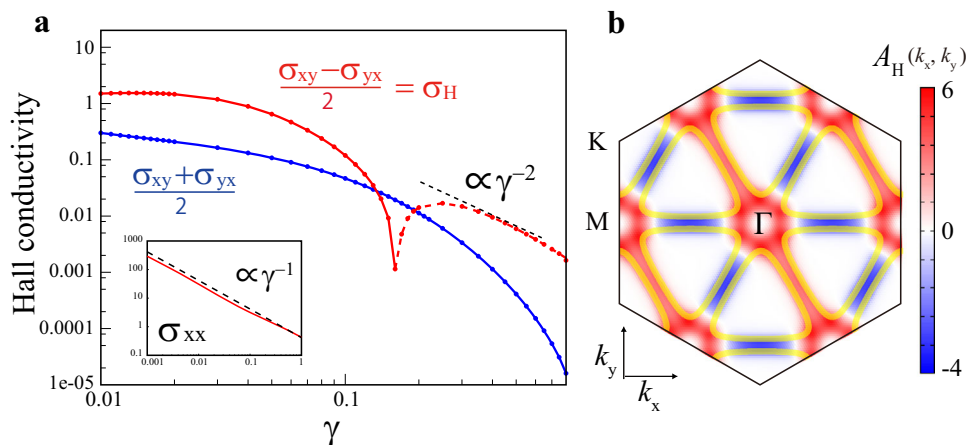 a
b
10
1
0.1
0.01
0.001
0.0001
1e-05
Hall conductivity
(σxy−σyx)/2 = σH
(σxy+σyx)/2
∝γ⁻²
1000
100
10
1
0.1
∝γ⁻¹
σxx
0.001
0.01
0.1
1
0.01
0.1
γ
K
M
Γ
ky
kx
AH(kx, ky)
6
0
-4